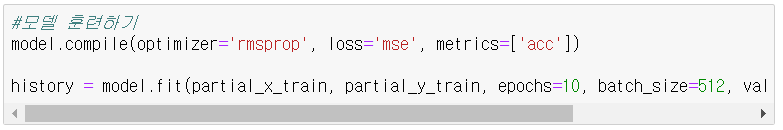 #모델 훈련하기
model.compile(optimizer='rmsprop', loss='mse', metrics=['acc'])
history = model.fit(partial_x_train, partial_y_train, epochs=10, batch_size=512, val